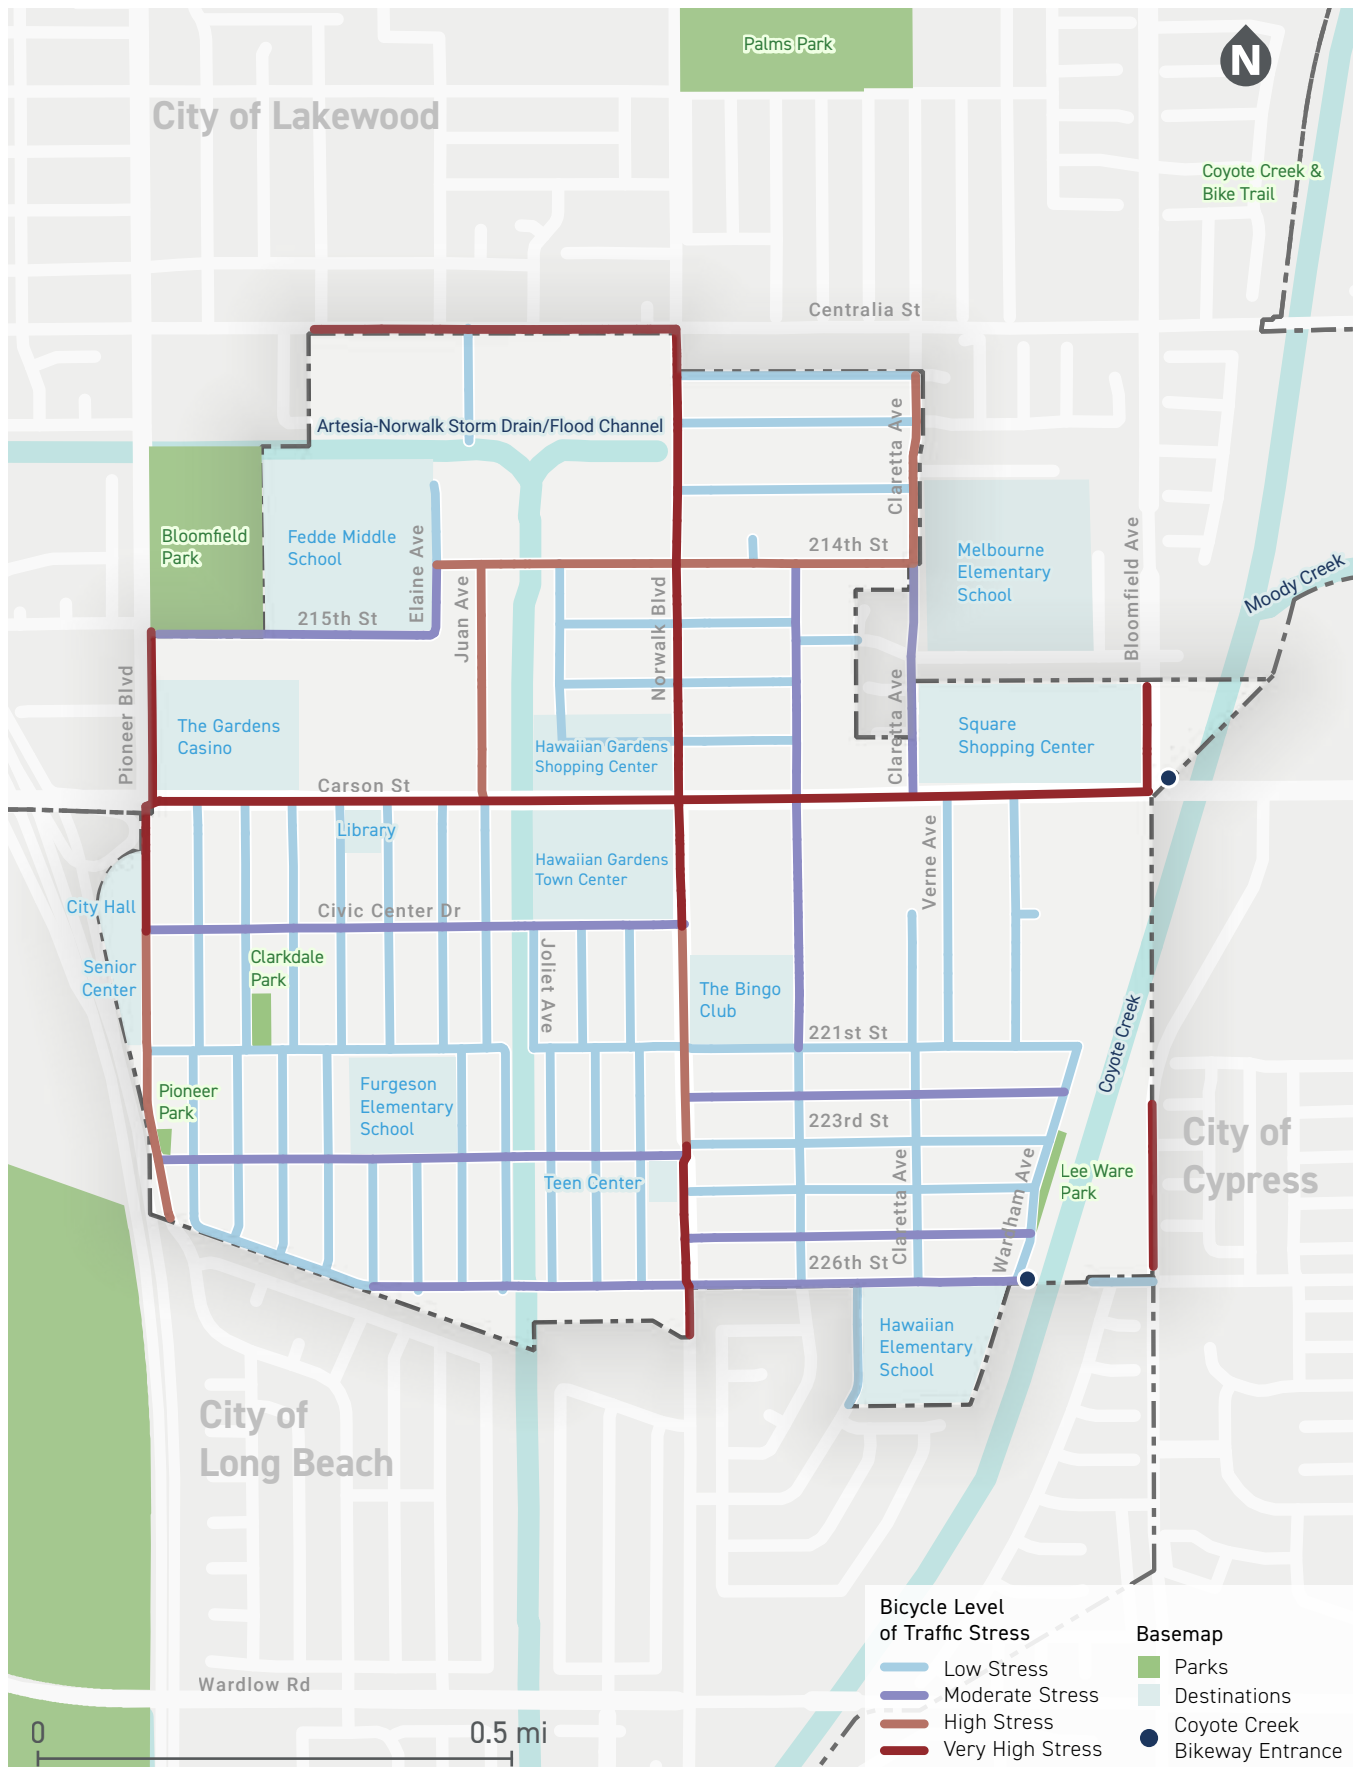 Palms Park
N
City of Lakewood
Coyote Creek &
Bike Trail
Centralia St
Artesia-Norwalk Storm Drain/Flood Channel
Claretta Ave
Bloomfield
Park
Fedde Middle
School
Elaine Ave
214th St
Melbourne
Elementary
School
Bloomfield Ave
Moody Creek
Juan Ave
Norwalk Blvd
215th St
Pioneer Blvd
The Gardens
Casino
Hawaiian Gardens
Shopping Center
Claretta Ave
Square
Shopping Center
Carson St
Library
Hawaiian Gardens
Town Center
Verne Ave
City Hall
Civic Center Dr
Senior
Center
Clarkdale
Park
Joliet Ave
The Bingo
Club
221st St
Coyote Creek
Pioneer
Park
Furgeson
Elementary
School
223rd St
City of
Cypress
Teen Center
Claretta Ave
Wardham Ave
Lee Ware
Park
226th St
Hawaiian
Elementary
School
City of
Long Beach
Wardlow Rd
0
0.5 mi
Bicycle Level
of Traffic Stress
Low Stress
Moderate Stress
High Stress
Very High Stress
Basemap
Parks
Destinations
Coyote Creek
Bikeway Entrance